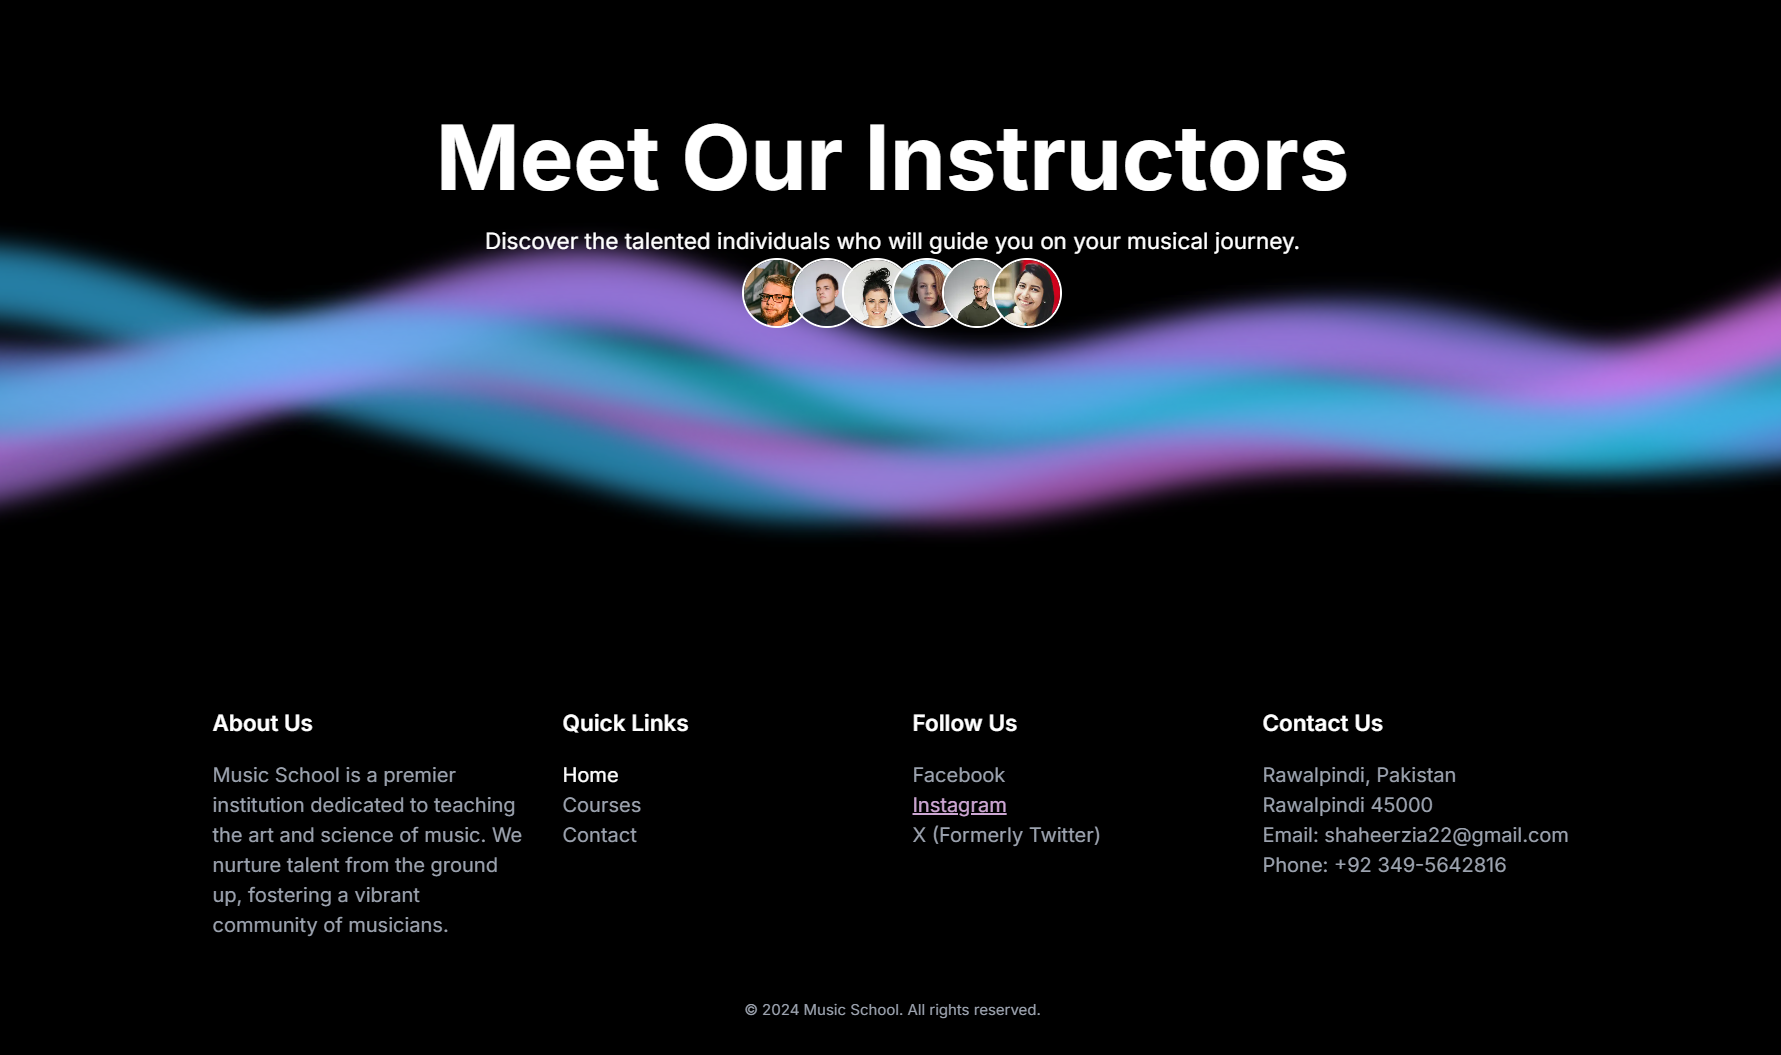 Meet Our Instructors
Discover the talented individuals who will guide you on your musical journey.
About Us
Music School is a premier
institution dedicated to teaching
the art and science of music. We
nurture talent from the ground
up, fostering a vibrant
community of musicians.
Quick Links
Home
Courses
Contact
Follow Us
Facebook
Instagram
X (Formerly Twitter)
Contact Us
Rawalpindi, Pakistan
Rawalpindi 45000
Email: shaheerzia22@gmail.com
Phone: +92 349-5642816
© 2024 Music School. All rights reserved.